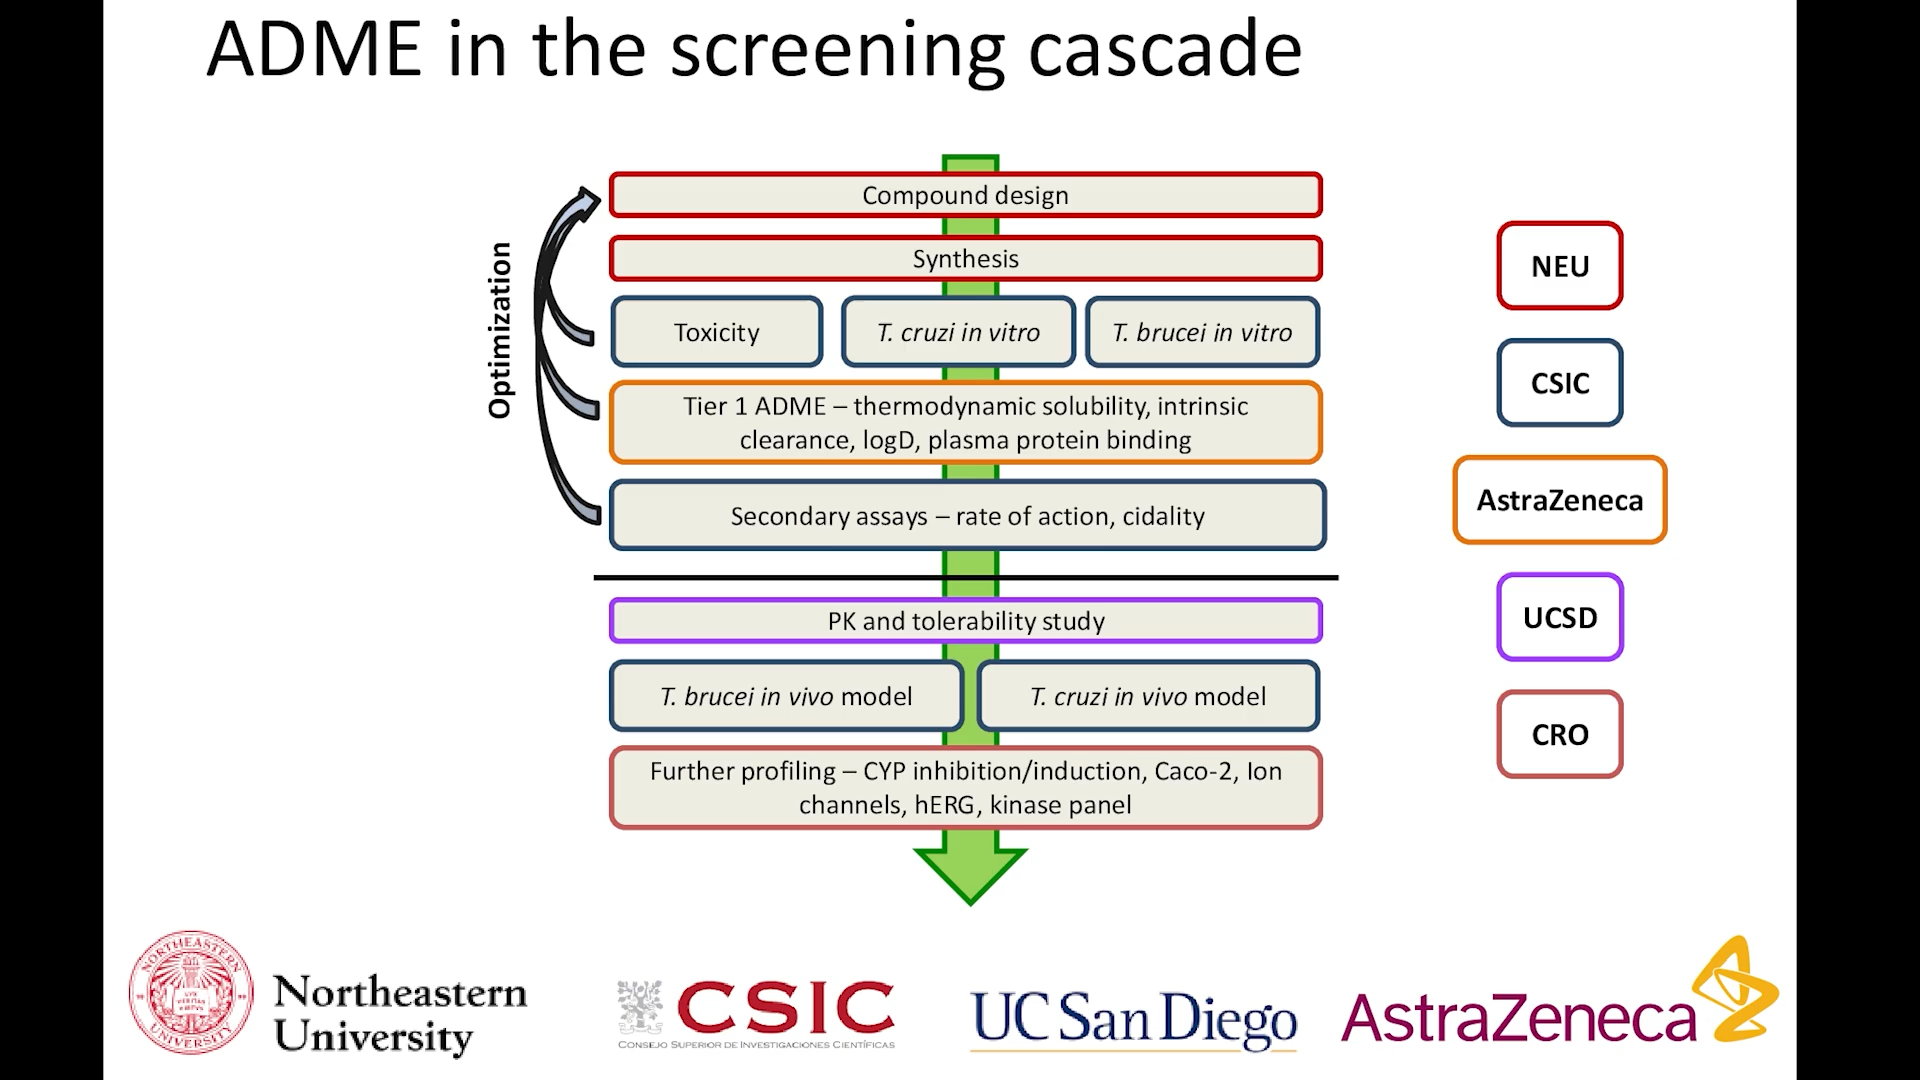 ADME in the screening cascade
Optimization
Compound design
Synthesis
Toxicity
T. cruzi in vitro
T. brucei in vitro
Tier 1 ADME – thermodynamic solubility, intrinsic
clearance, logD, plasma protein binding
Secondary assays – rate of action, cidality
PK and tolerability study
T. brucei in vivo model
T. cruzi in vivo model
Further profiling – CYP inhibition/induction, Caco-2, Ion
channels, hERG, kinase panel
NEU
CSIC
AstraZeneca
UCSD
CRO
NORTHEASTERN
UNIVERSITY
Northeastern
University
CSIC
CONSEJO SUPERIOR DE INVESTIGACIONES CIENTÍFICAS
UC San Diego
AstraZeneca